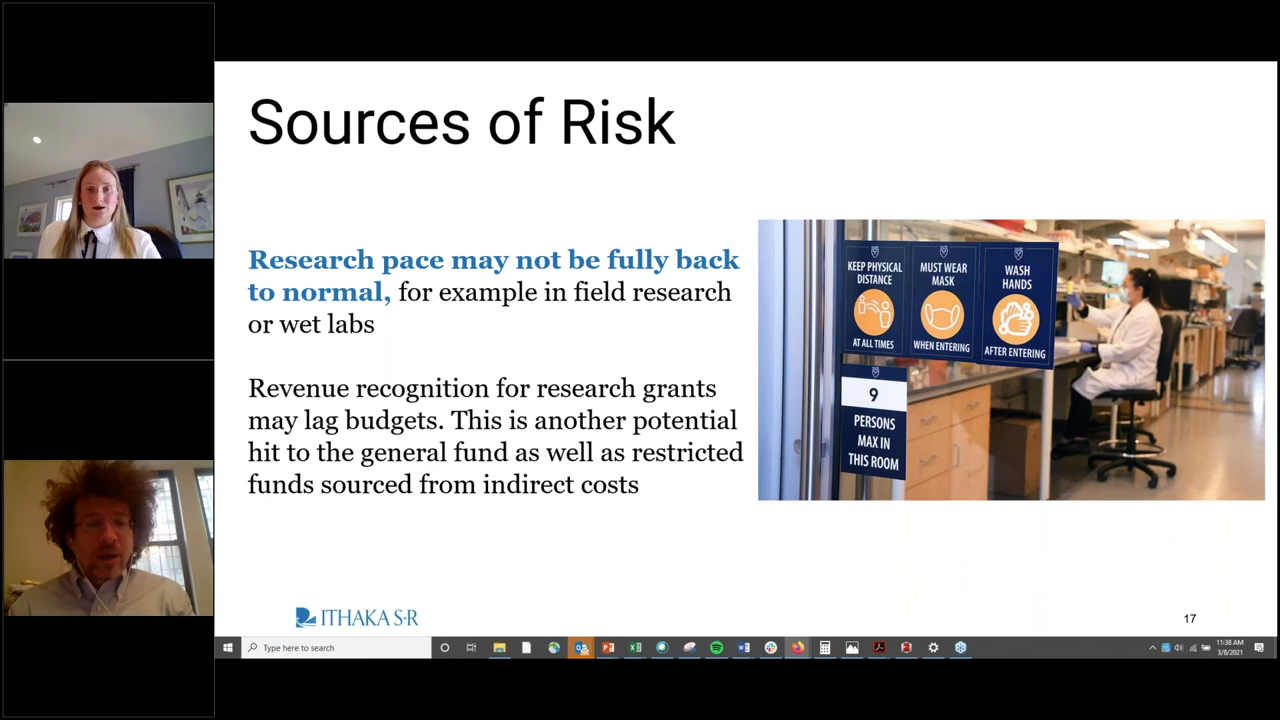 Sources of Risk
Research pace may not be fully back
to normal, for example in field research
or wet labs
Revenue recognition for research grants
may lag budgets. This is another potential
hit to the general fund as well as restricted
funds sourced from indirect costs
KEEP PHYSICAL
DISTANCE
AT ALL TIMES
MUST WEAR
MASK
WHEN ENTERING
WASH
HANDS
AFTER ENTERING
9
PERSONS
MAX IN
THIS ROOM
ITHAKA S+R
17
Type here to search
11:38 AM
3/8/2021